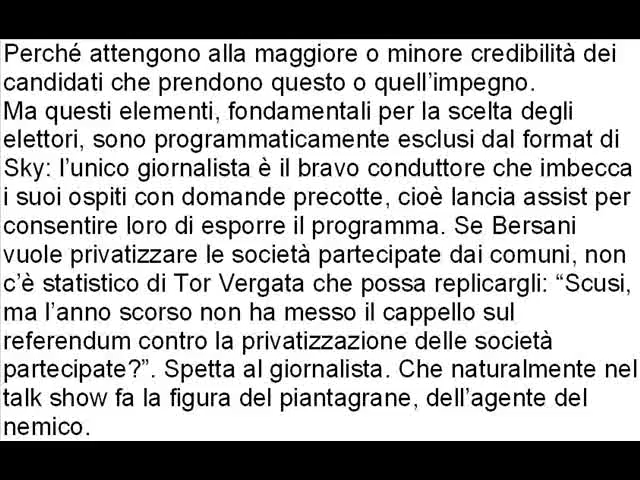 Perché attengono alla maggiore o minore credibilità dei
candidati che prendono questo o quell'impegno.
Ma questi elementi, fondamentali per la scelta degli
elettori, sono programmaticamente esclusi dal format di
Sky: l'unico giornalista è il bravo conduttore che imbecca
i suoi ospiti con domande precotte, cioè lancia assist per
consentire loro di esporre il programma. Se Bersani
vuole privatizzare le società partecipate dai comuni, non
c'è statistico di Tor Vergata che possa replicargli: “Scusi,
ma l'anno scorso non ha messo il cappello sul
referendum contro la privatizzazione delle società
partecipate?”. Spetta al giornalista. Che naturalmente nel
talk show fa la figura del piantagrane, dell'agente del
nemico.